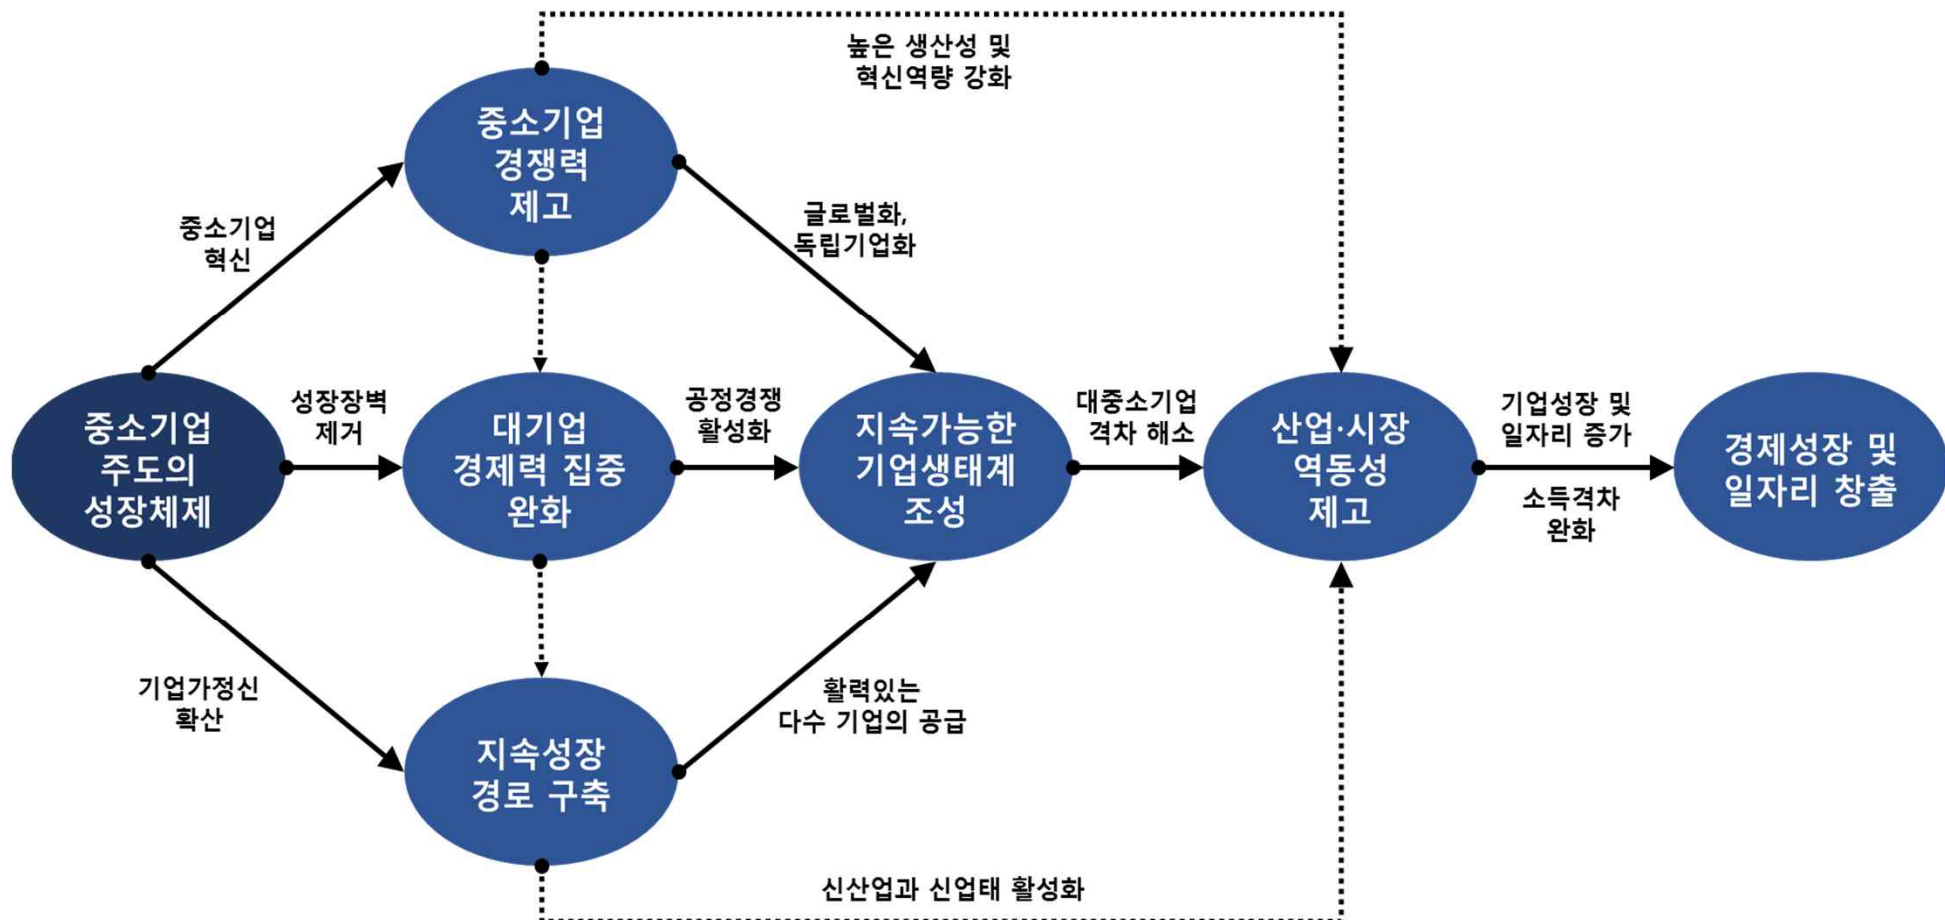 높은 생산성 및
혁신역량 강화
중소기업
경쟁력
제고
중소기업
혁신
글로벌화,
독립기업화
중소기업
주도의
성장체제
성장장벽
제거
대기업
경제력 집중
완화
공정경쟁
활성화
지속가능한
기업생태계
조성
대중소기업
격차 해소
산업·시장
역동성
제고
기업성장 및
일자리 증가
소득격차
완화
경제성장 및
일자리 창출
기업가정신
확산
지속성장
경로 구축
활력있는
다수 기업의 공급
신산업과 신업태 활성화